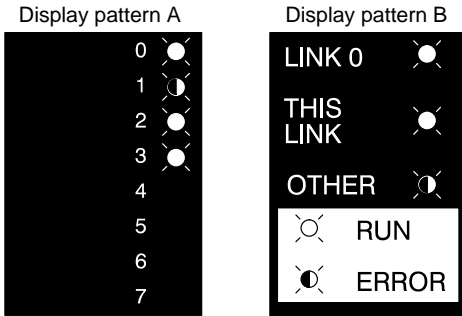 Display pattern A
0
1
2
3
4
5
6
7
Display pattern B
LINK 0
THIS
LINK
OTHER
RUN
ERROR